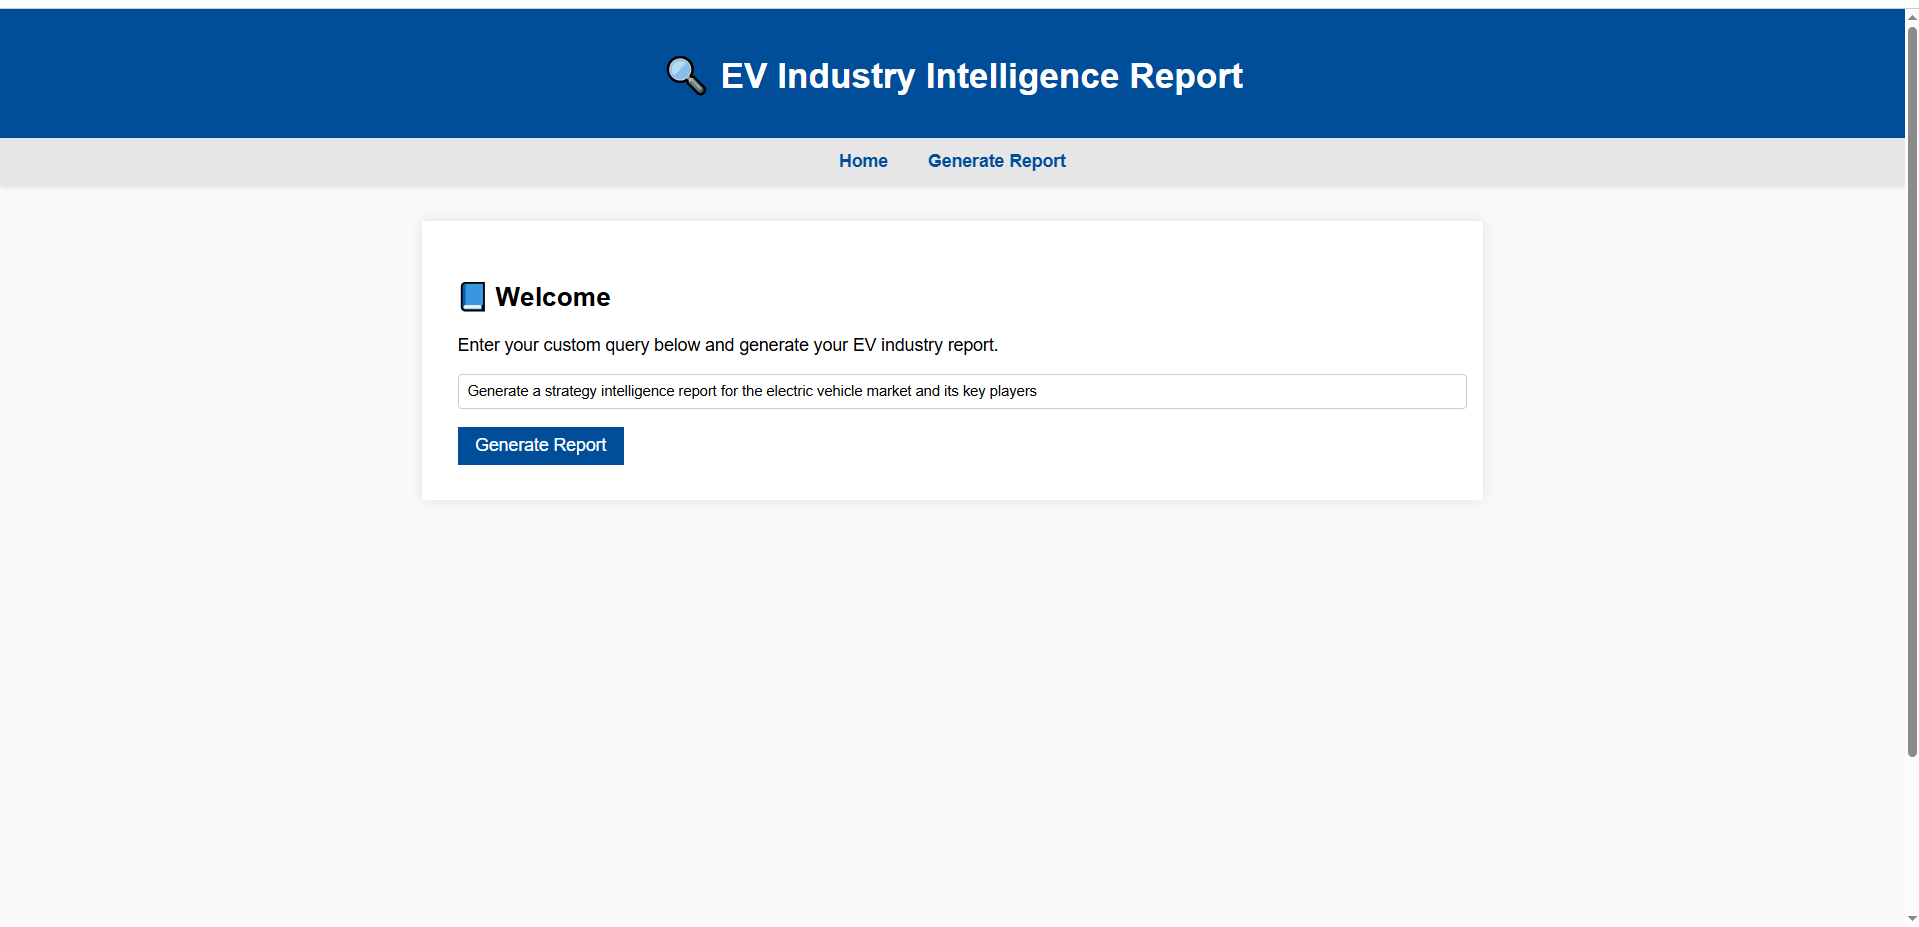 EV Industry Intelligence Report
Home Generate Report
Welcome
Enter your custom query below and generate your EV industry report.
Generate a strategy intelligence report for the electric vehicle market and its key players
Generate Report